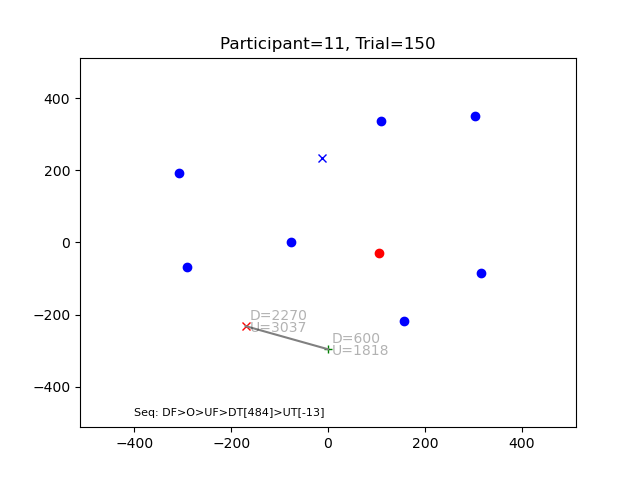 Participant=11, Trial=150
400
200
0
−200
−400
D=2270
U=3037
D=600
U=1818
Seq: DF>O>UF>DT[484]>UT[-13]
−400
−200
0
200
400